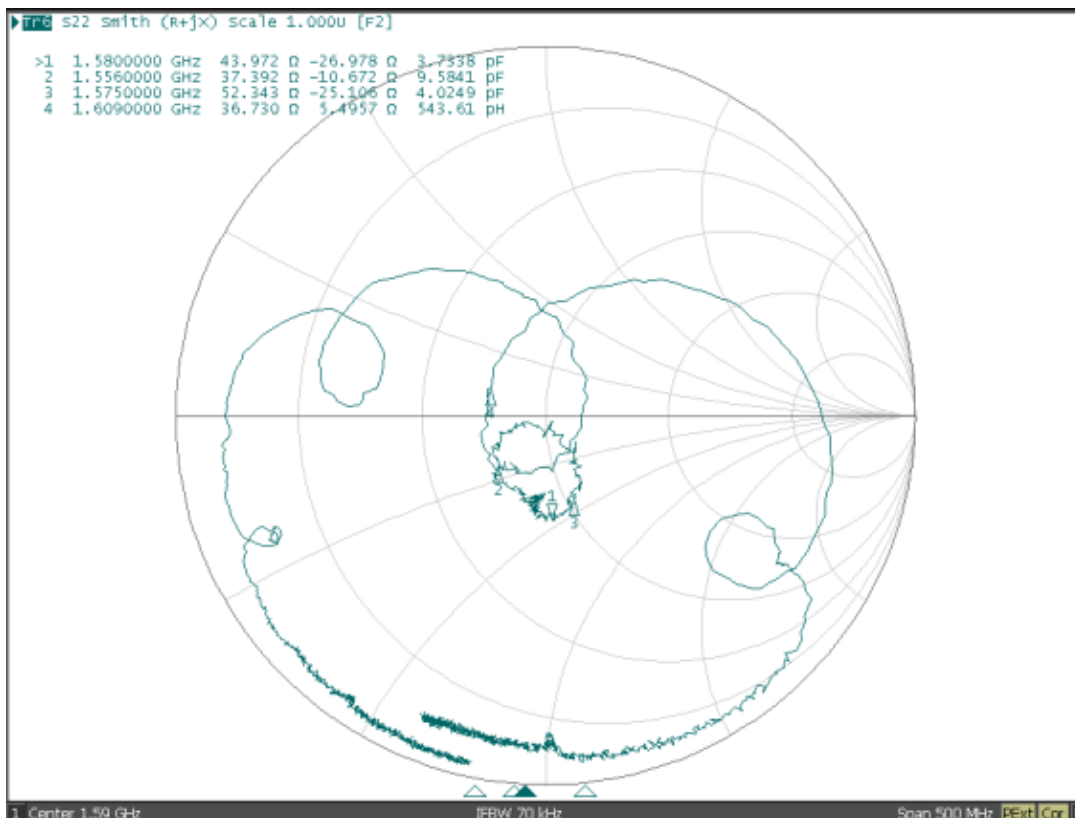 Tr6 S22 Smith (R+jX) Scale 1.000U [F2]
>1 1.5800000 GHz 43.972 Ω -26.978 Ω 3.7338 pF
2 1.5560000 GHz 37.392 Ω -10.672 Ω 9.5841 pF
3 1.5750000 GHz 52.343 Ω -25.106 Ω 4.0249 pF
4 1.6090000 GHz 36.730 Ω 5.4957 Ω 543.61 pH
4
2
1
3
1 Center 1.59 GHz IFBW 70 kHz Span 500 MHz PExt Cor